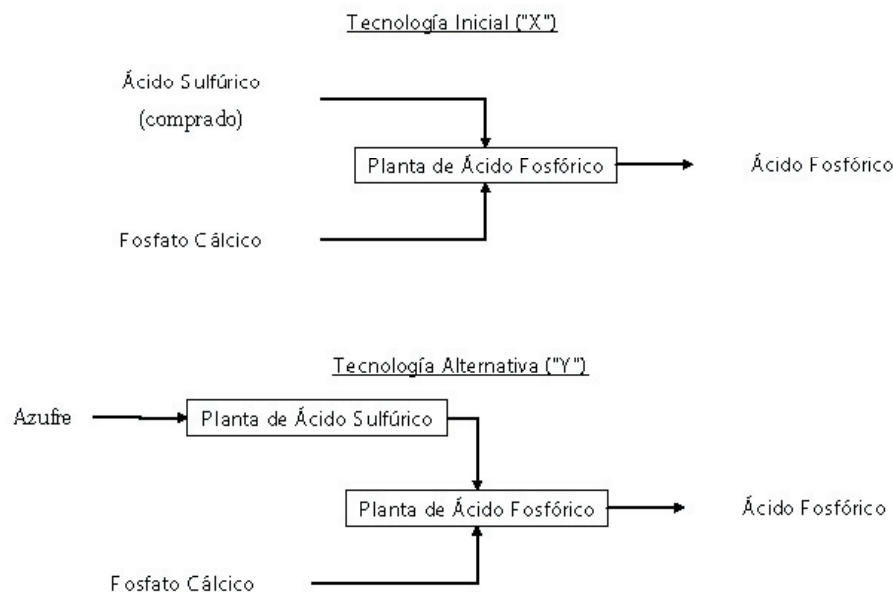 Tecnología Inicial ("X")
Ácido Sulfúrico
(comprado)
Planta de Ácido Fosfórico
Ácido Fosfórico
Fosfato Cálcico
Tecnología Alternativa ("Y")
Azufre
Planta de Ácido Sulfúrico
Planta de Ácido Fosfórico
Ácido Fosfórico
Fosfato Cálcico